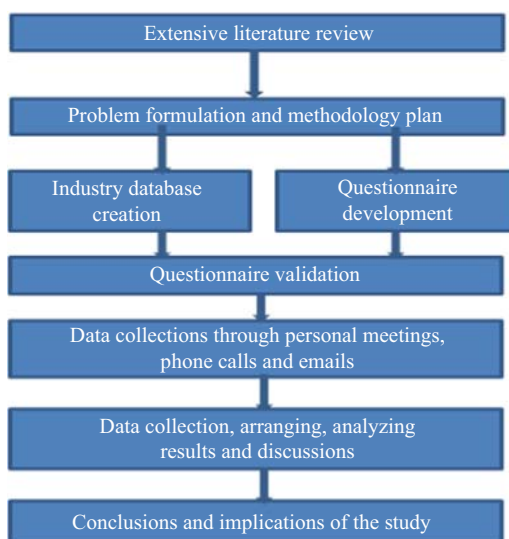 Extensive literature review
Problem formulation and methodology plan
Industry database
creation
Questionnaire
development
Questionnaire validation
Data collections through personal meetings,
phone calls and emails
Data collection, arranging, analyzing
results and discussions
Conclusions and implications of the study